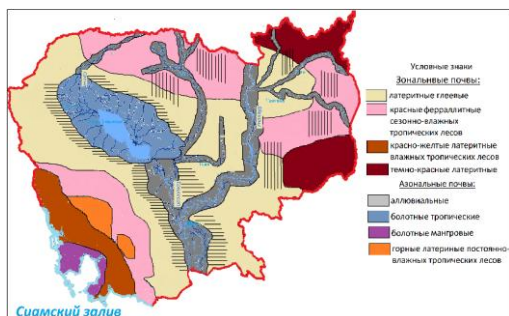 Условные знаки
Зональные почвы:
латеритные глеевые
красные ферраллитные
сезонно-влажных
тропических лесов
красно-желтые латеритные
влажных тропических лесов
темно-красные латеритные
Азональные почвы:
аллювиальные
болотные тропические
болотные мангровые
горные латеритные постоянно-
влажных тропических лесов
Сиамский залив